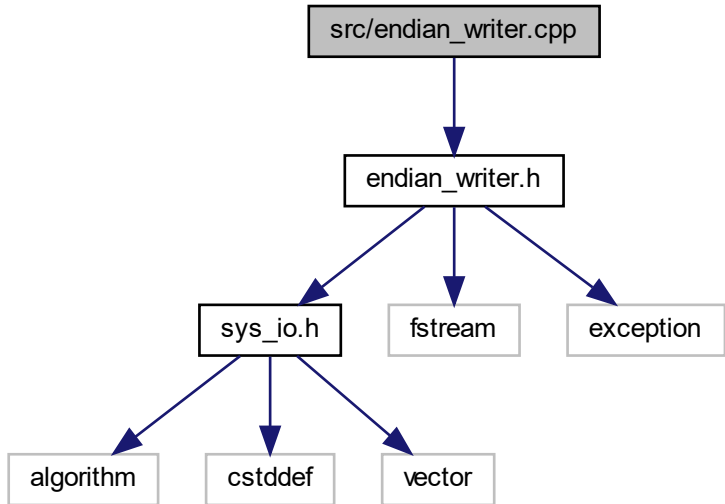 src/endian_writer.cpp
endian_writer.h
sys_io.h
fstream
exception
algorithm
cstddef
vector